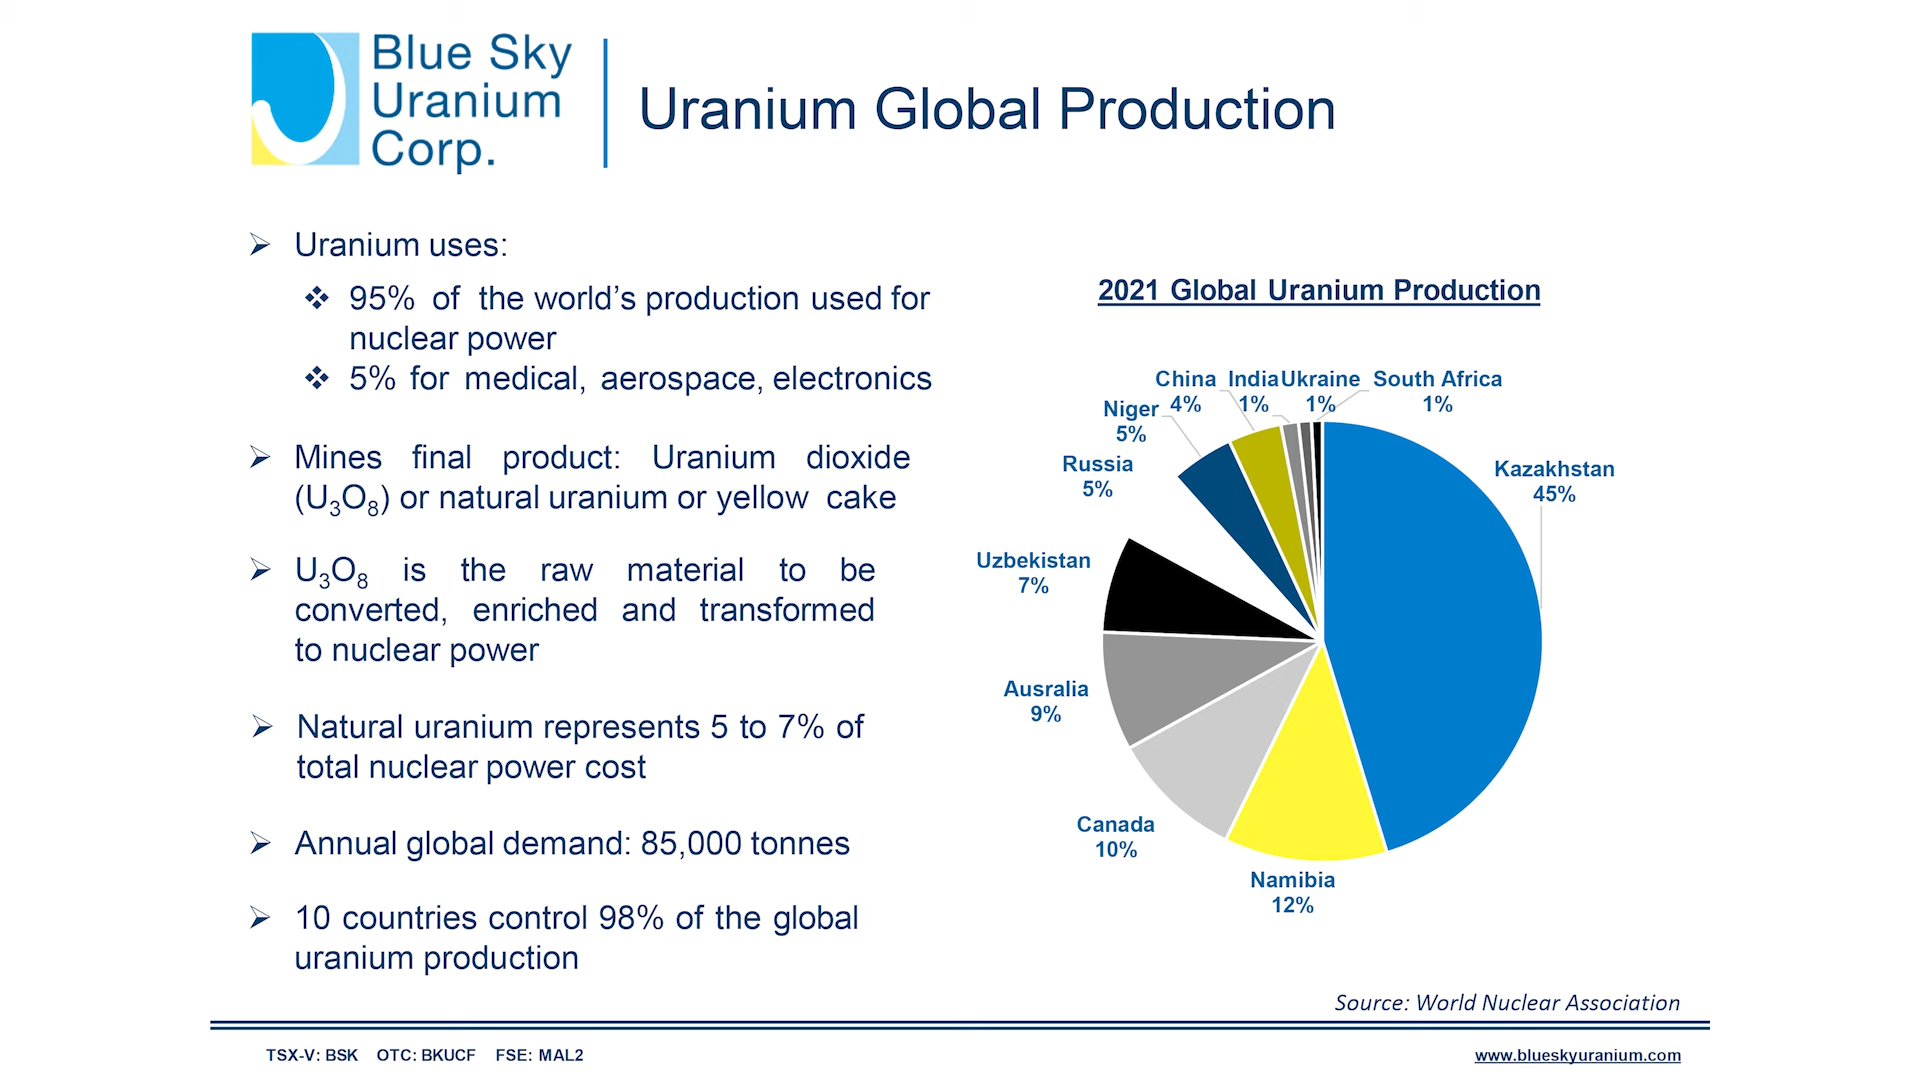 Blue Sky
Uranium
Corp.
Uranium Global Production
➢ Uranium uses:
❖ 95% of the world's production used for
nuclear power
❖ 5% for medical, aerospace, electronics
➢ Mines final product: Uranium dioxide
(U₃O₈) or natural uranium or yellow cake
➢ U₃O₈ is the raw material to be
converted, enriched and transformed
to nuclear power
➢ Natural uranium represents 5 to 7% of
total nuclear power cost
➢ Annual global demand: 85,000 tonnes
➢ 10 countries control 98% of the global
uranium production
2021 Global Uranium Production
Kazakhstan
45%
Namibia
12%
Canada
10%
Ausralia
9%
Uzbekistan
7%
Russia
5%
Niger
5%
China
4%
India
1%
Ukraine
1%
South Africa
1%
Source: World Nuclear Association
TSX-V: BSK OTC: BKUCF FSE: MAL2
www.blueskyuranium.com